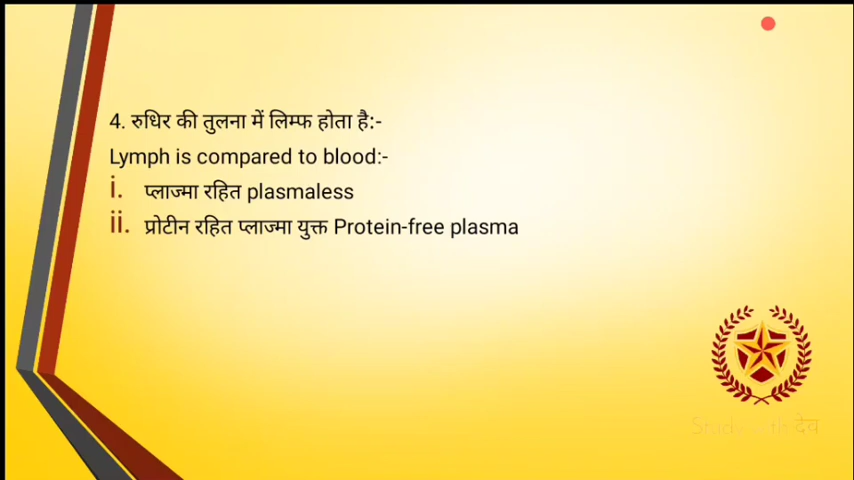 4. रुधिर की तुलना में लिम्फ होता है:-
Lymph is compared to blood:-
i. प्लाज्मा रहित plasmaless
ii. प्रोटीन रहित प्लाज्मा युक्त Protein-free plasma
देव